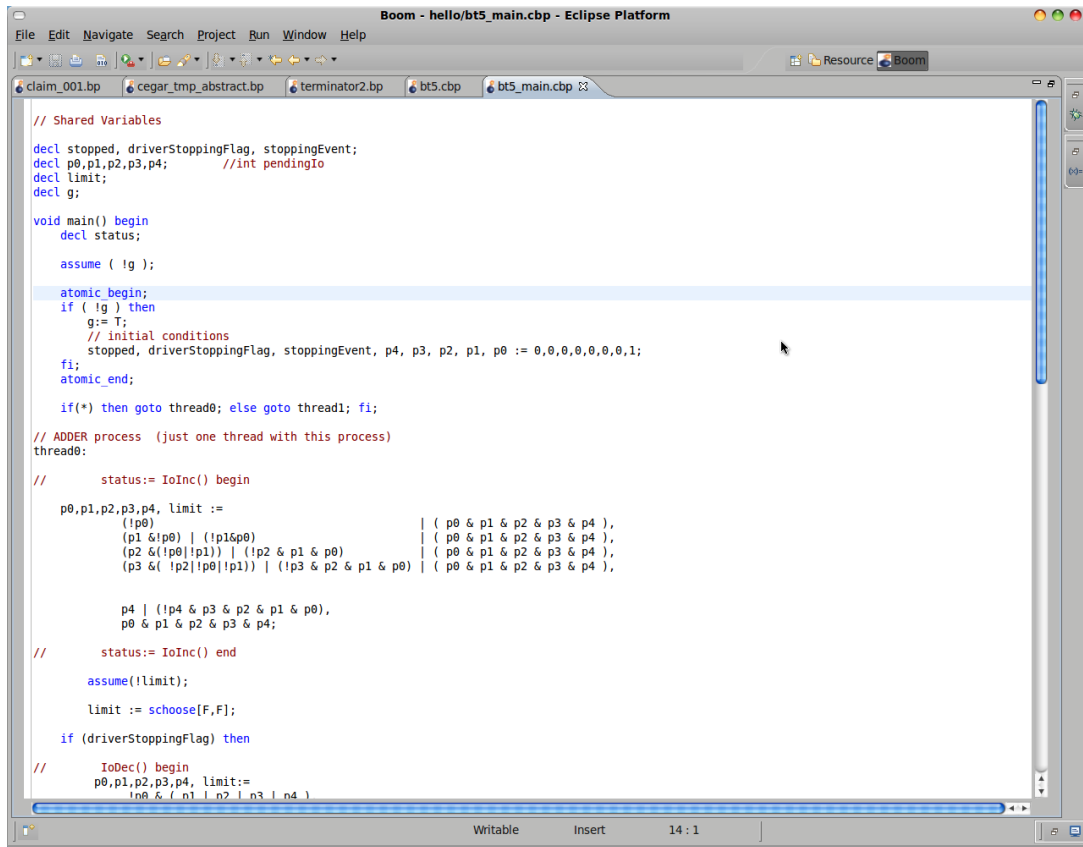 Boom - hello/bt5_main.cbp - Eclipse Platform
File Edit Navigate Search Project Run Window Help
Resource Boom
claim_001.bp cegar_tmp_abstract.bp terminator2.bp bt5.cbp bt5_main.cbp
// Shared Variables
decl stopped, driverStoppingFlag, stoppingEvent;
decl p0,p1,p2,p3,p4; //int pendingIo
decl limit;
decl g;
void main() begin
decl status;
assume ( !g );
atomic_begin;
if ( !g ) then
g:= T;
// initial conditions
stopped, driverStoppingFlag, stoppingEvent, p4, p3, p2, p1, p0 := 0,0,0,0,0,0,0,1;
fi;
atomic_end;
if(*) then goto thread0; else goto thread1; fi;
// ADDER process (just one thread with this process)
thread0:
// status:= IoInc() begin
p0,p1,p2,p3,p4, limit :=
(!p0) | ( p0 & p1 & p2 & p3 & p4 ),
(p1 &!p0) | (!p1&p0) | ( p0 & p1 & p2 & p3 & p4 ),
(p2 &(!p0|!p1)) | (!p2 & p1 & p0) | ( p0 & p1 & p2 & p3 & p4 ),
(p3 &( !p2|!p0|!p1)) | (!p3 & p2 & p1 & p0) | ( p0 & p1 & p2 & p3 & p4 ),
p4 | (!p4 & p3 & p2 & p1 & p0),
p0 & p1 & p2 & p3 & p4;
// status:= IoInc() end
assume(!limit);
limit := schoose[F,F];
if (driverStoppingFlag) then
// IoDec() begin
p0,p1,p2,p3,p4, limit:=
!p0 & ( p1 | p2 | p3 | p4 )
Writable Insert 14 : 1
(x)=